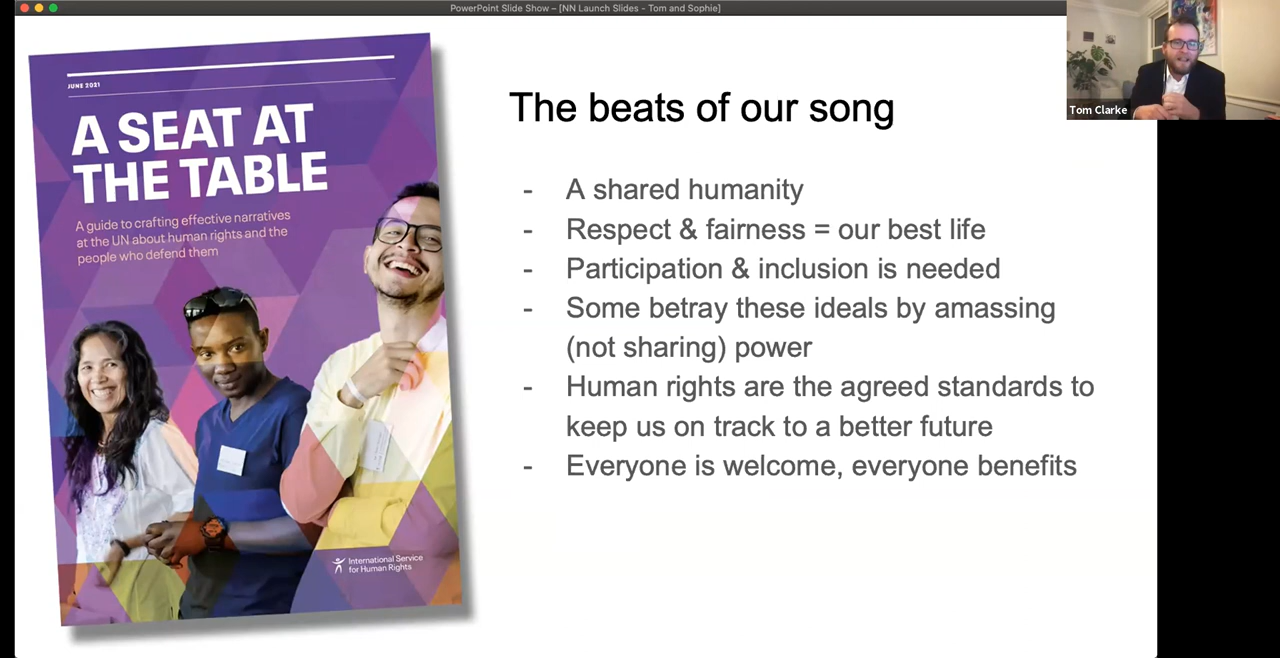 PowerPoint Slide Show – [NN Launch Slides - Tom and Sophie]
JUNE 2021
A SEAT AT
THE TABLE
A guide to crafting effective narratives
at the UN about human rights and the
people who defend them
International Service
for Human Rights
The beats of our song
- A shared humanity
- Respect & fairness = our best life
- Participation & inclusion is needed
- Some betray these ideals by amassing
(not sharing) power
- Human rights are the agreed standards to
keep us on track to a better future
- Everyone is welcome, everyone benefits
Tom Clarke